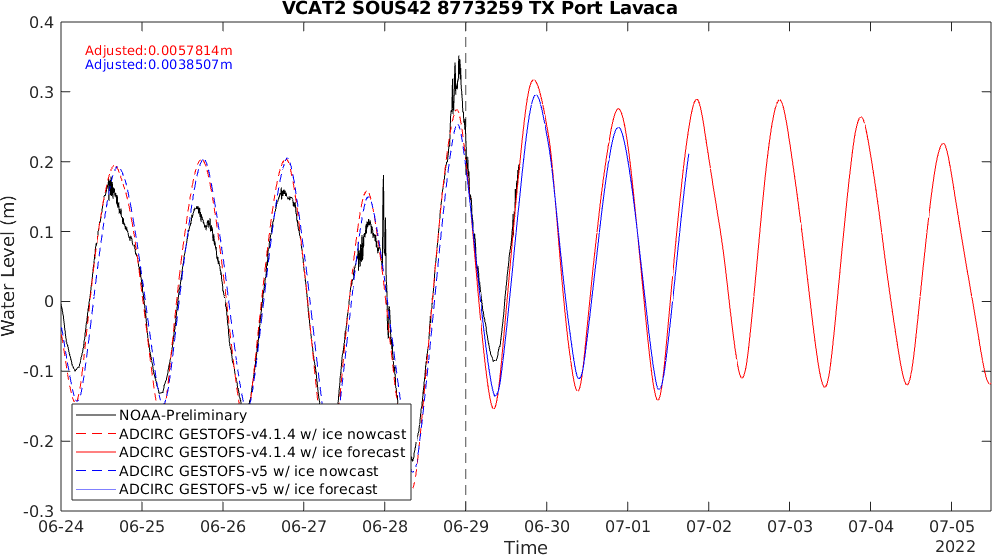 VCAT2 SOUS42 8773259 TX Port Lavaca
Adjusted:0.0057814m
Adjusted:0.0038507m
Water Level (m)
0.4
0.3
0.2
0.1
0
-0.1
-0.2
-0.3
NOAA-Preliminary
ADCIRC GESTOFS-v4.1.4 w/ ice nowcast
ADCIRC GESTOFS-v4.1.4 w/ ice forecast
ADCIRC GESTOFS-v5 w/ ice nowcast
ADCIRC GESTOFS-v5 w/ ice forecast
06-24 06-25 06-26 06-27 06-28 06-29 06-30 07-01 07-02 07-03 07-04 07-05
Time
2022